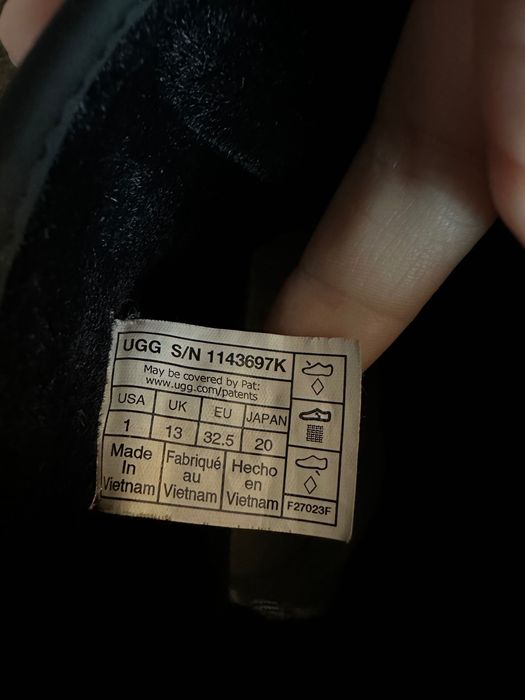 UGG S/N 1143697K
May be covered by Pat:
www.ugg.com/patents
USA UK EU JAPAN
1 13 32.5 20
Made In Vietnam
Fabriqué au Vietnam
Hecho en Vietnam
F27023F